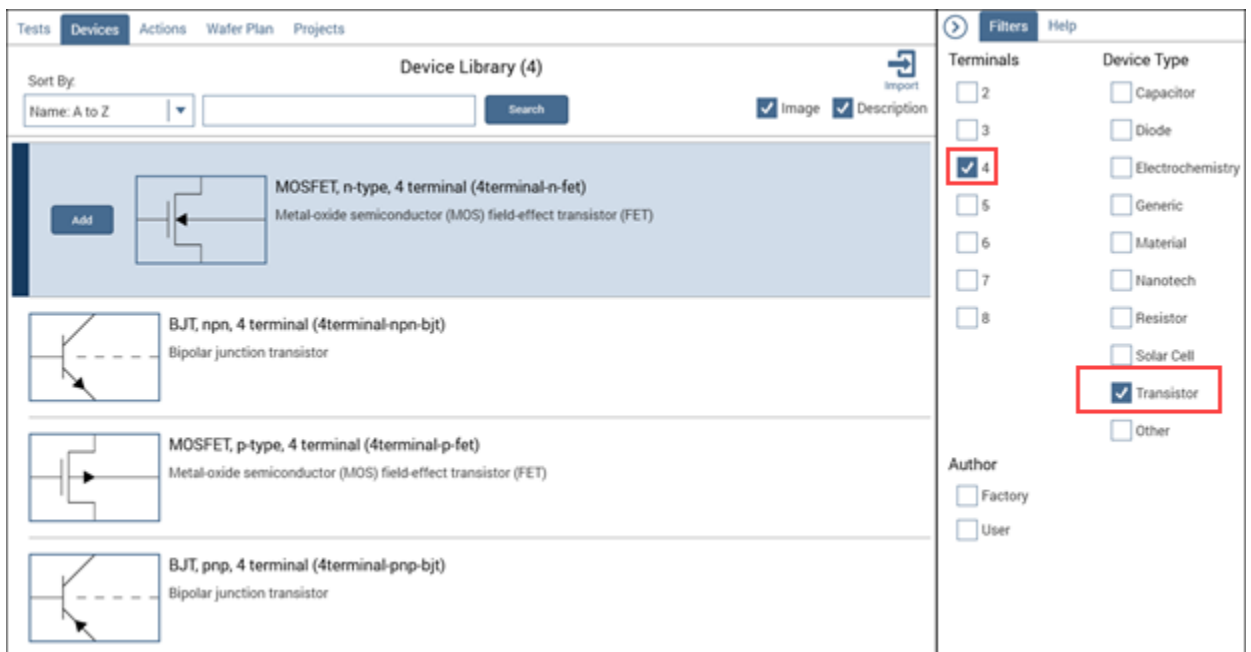 Tests Devices Actions Wafer Plan Projects
Device Library (4)
Import
Sort By:
Name: A to Z
Search
Image Description
Add
MOSFET, n-type, 4 terminal (4terminal-n-fet)
Metal-oxide semiconductor (MOS) field-effect transistor (FET)
BJT, npn, 4 terminal (4terminal-npn-bjt)
Bipolar junction transistor
MOSFET, p-type, 4 terminal (4terminal-p-fet)
Metal-oxide semiconductor (MOS) field-effect transistor (FET)
BJT, pnp, 4 terminal (4terminal-pnp-bjt)
Bipolar junction transistor
Filters Help
Terminals
2
3
4
5
6
7
8
Device Type
Capacitor
Diode
Electrochemistry
Generic
Material
Nanotech
Resistor
Solar Cell
Transistor
Other
Author
Factory
User